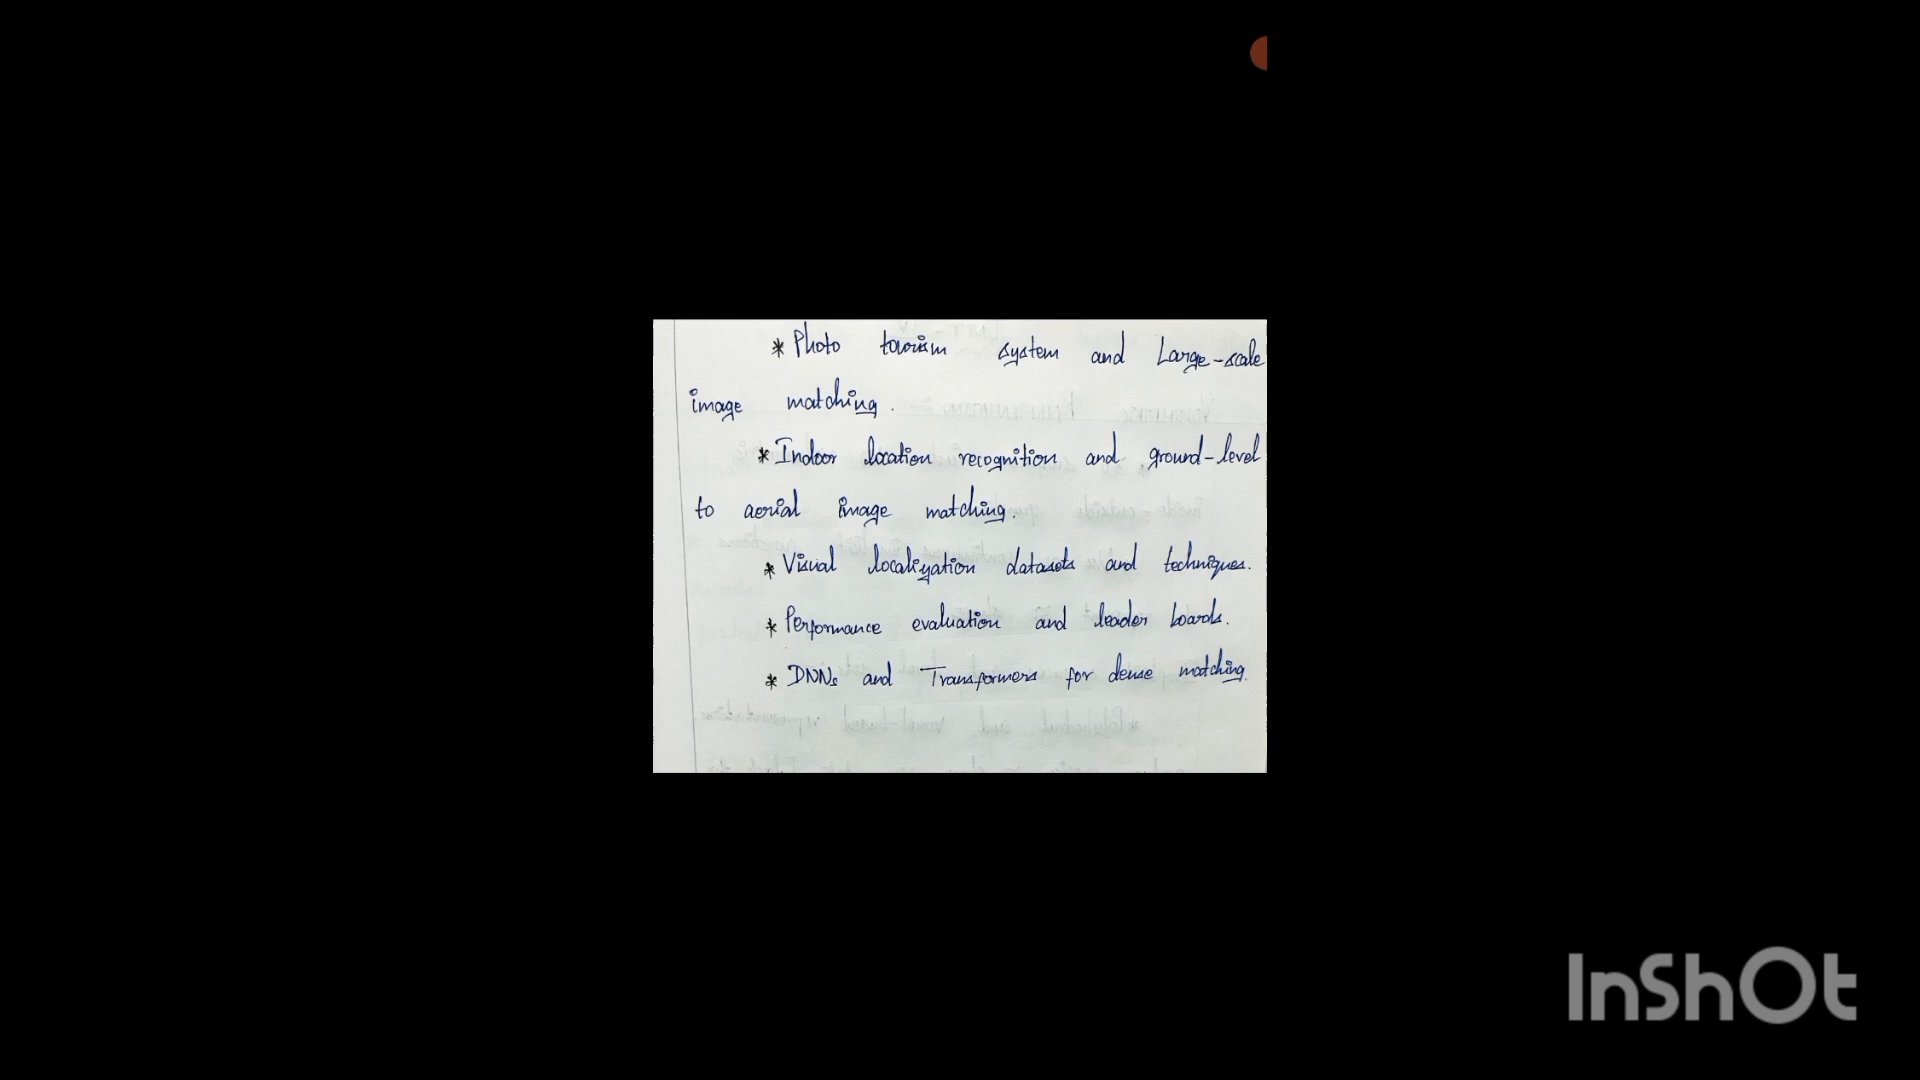 * Photo tourism system and Large-scale
image matching.
* Indoor location recognition and ground-level
to aerial image matching.
* Visual localization datasets and techniques.
* Performance evaluation and leader boards.
* DNNs and Transformers for dense matching.
InShOt